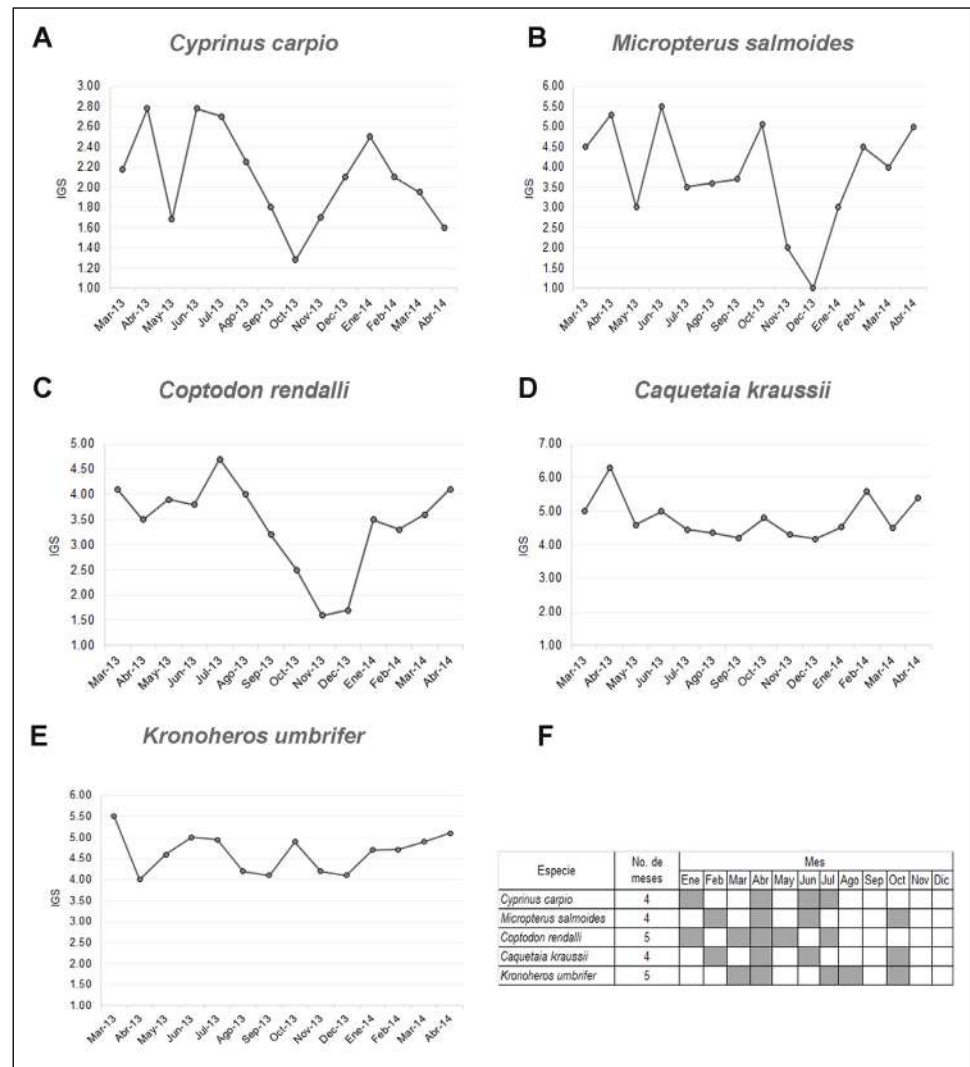 A Cyprinus carpio
3.00
2.80
2.60
2.40
2.20
2.00
1.80
1.60
1.40
1.20
1.00
IGS
Mar-13 Abr-13 May-13 Jun-13 Jul-13 Ago-13 Sep-13 Oct-13 Nov-13 Dec-13 Ene-14 Feb-14 Mar-14 Abr-14
B Micropterus salmoides
6.00
5.50
5.00
4.50
4.00
3.50
3.00
2.50
2.00
1.50
1.00
IGS
Mar-13 Abr-13 May-13 Jun-13 Jul-13 Ago-13 Sep-13 Oct-13 Nov-13 Dec-13 Ene-14 Feb-14 Mar-14 Abr-14
C Coptodon rendalli
5.00
4.50
4.00
3.50
3.00
2.50
2.00
1.50
1.00
IGS
Mar-13 Abr-13 May-13 Jun-13 Jul-13 Ago-13 Sep-13 Oct-13 Nov-13 Dec-13 Ene-14 Feb-14 Mar-14 Abr-14
D Caquetaia kraussii
7.00
6.00
5.00
4.00
3.00
2.00
1.00
IGS
Mar-13 Abr-13 May-13 Jun-13 Jul-13 Ago-13 Sep-13 Oct-13 Nov-13 Dec-13 Ene-14 Feb-14 Mar-14 Abr-14
E Kronoheros umbrifer
6.00
5.50
5.00
4.50
4.00
3.50
3.00
2.50
2.00
1.50
1.00
IGS
Mar-13 Abr-13 May-13 Jun-13 Jul-13 Ago-13 Sep-13 Oct-13 Nov-13 Dec-13 Ene-14 Feb-14 Mar-14 Abr-14
F
Especie No. de meses Mes
Ene Feb Mar Abr May Jun Jul Ago Sep Oct Nov Dic
Cyprinus carpio 4
Micropterus salmoides 4
Coptodon rendalli 5
Caquetaia kraussii 4
Kronoheros umbrifer 5